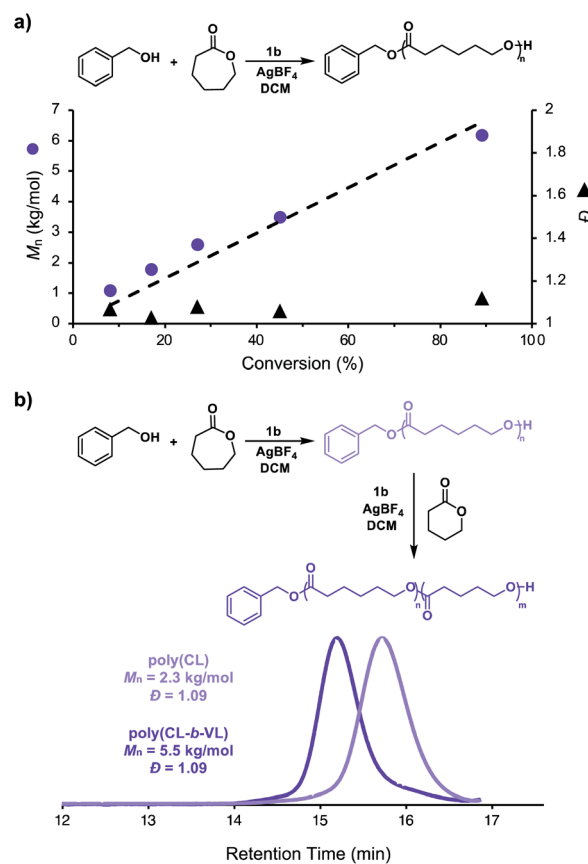 a)
OH
+
O
O
1b
AgBF₄
DCM
O
O
O
H
n
7
6
5
4
3
2
1
0
Mₙ (kg/mol)
2
1.8
1.6
1.4
1.2
1
Đ
0 20 40 60 80 100
Conversion (%)
b)
OH
+
O
O
1b
AgBF₄
DCM
O
O
O
H
n
1b
AgBF₄
DCM
O
O
O
O
O
n
O
O
H
m
poly(CL)
Mₙ = 2.3 kg/mol
Đ = 1.09
poly(CL-b-VL)
Mₙ = 5.5 kg/mol
Đ = 1.09
12 13 14 15 16 17
Retention Time (min)